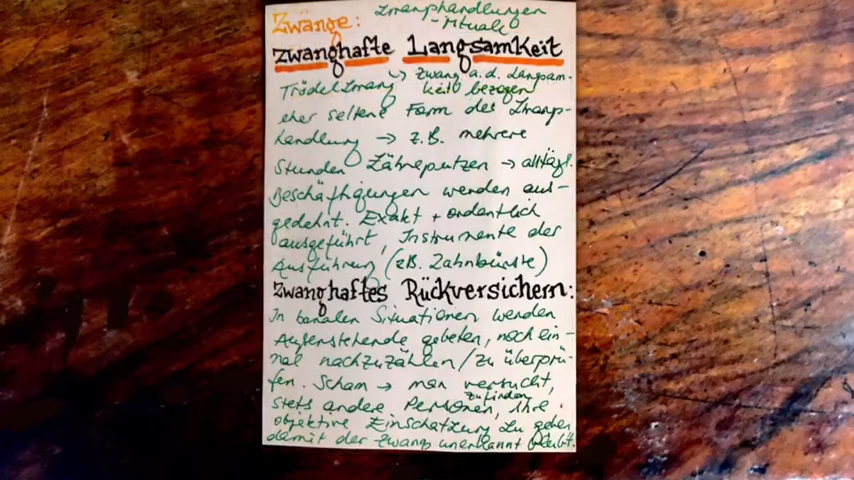 Zwänge: Zwanghandlungen
- Rituale
zwanghafte Langsamkeit
Trödelzwang → Zwang a. d. Langsam-
keit bezogen
eher seltene Form des Zwangs-
handlung → z.B. mehrere
Stunden Zähneputzen → alltägl.
Beschäftigungen werden aus-
gedehnt. Exakt + ordentlich
ausgeführt, Instrumente der
Ausführung (z.B. Zahnbürste)
Zwanghaftes Rückversichern:
In banalen Situationen werden
Außenstehende gebeten, noch ein-
mal nachzuzählen / zu überprü-
fen. Scham → man versucht,
stets andere Personen, zu finden ihre
objektive Einschätzung zu geben
damit der Zwang unerkannt bleibt.